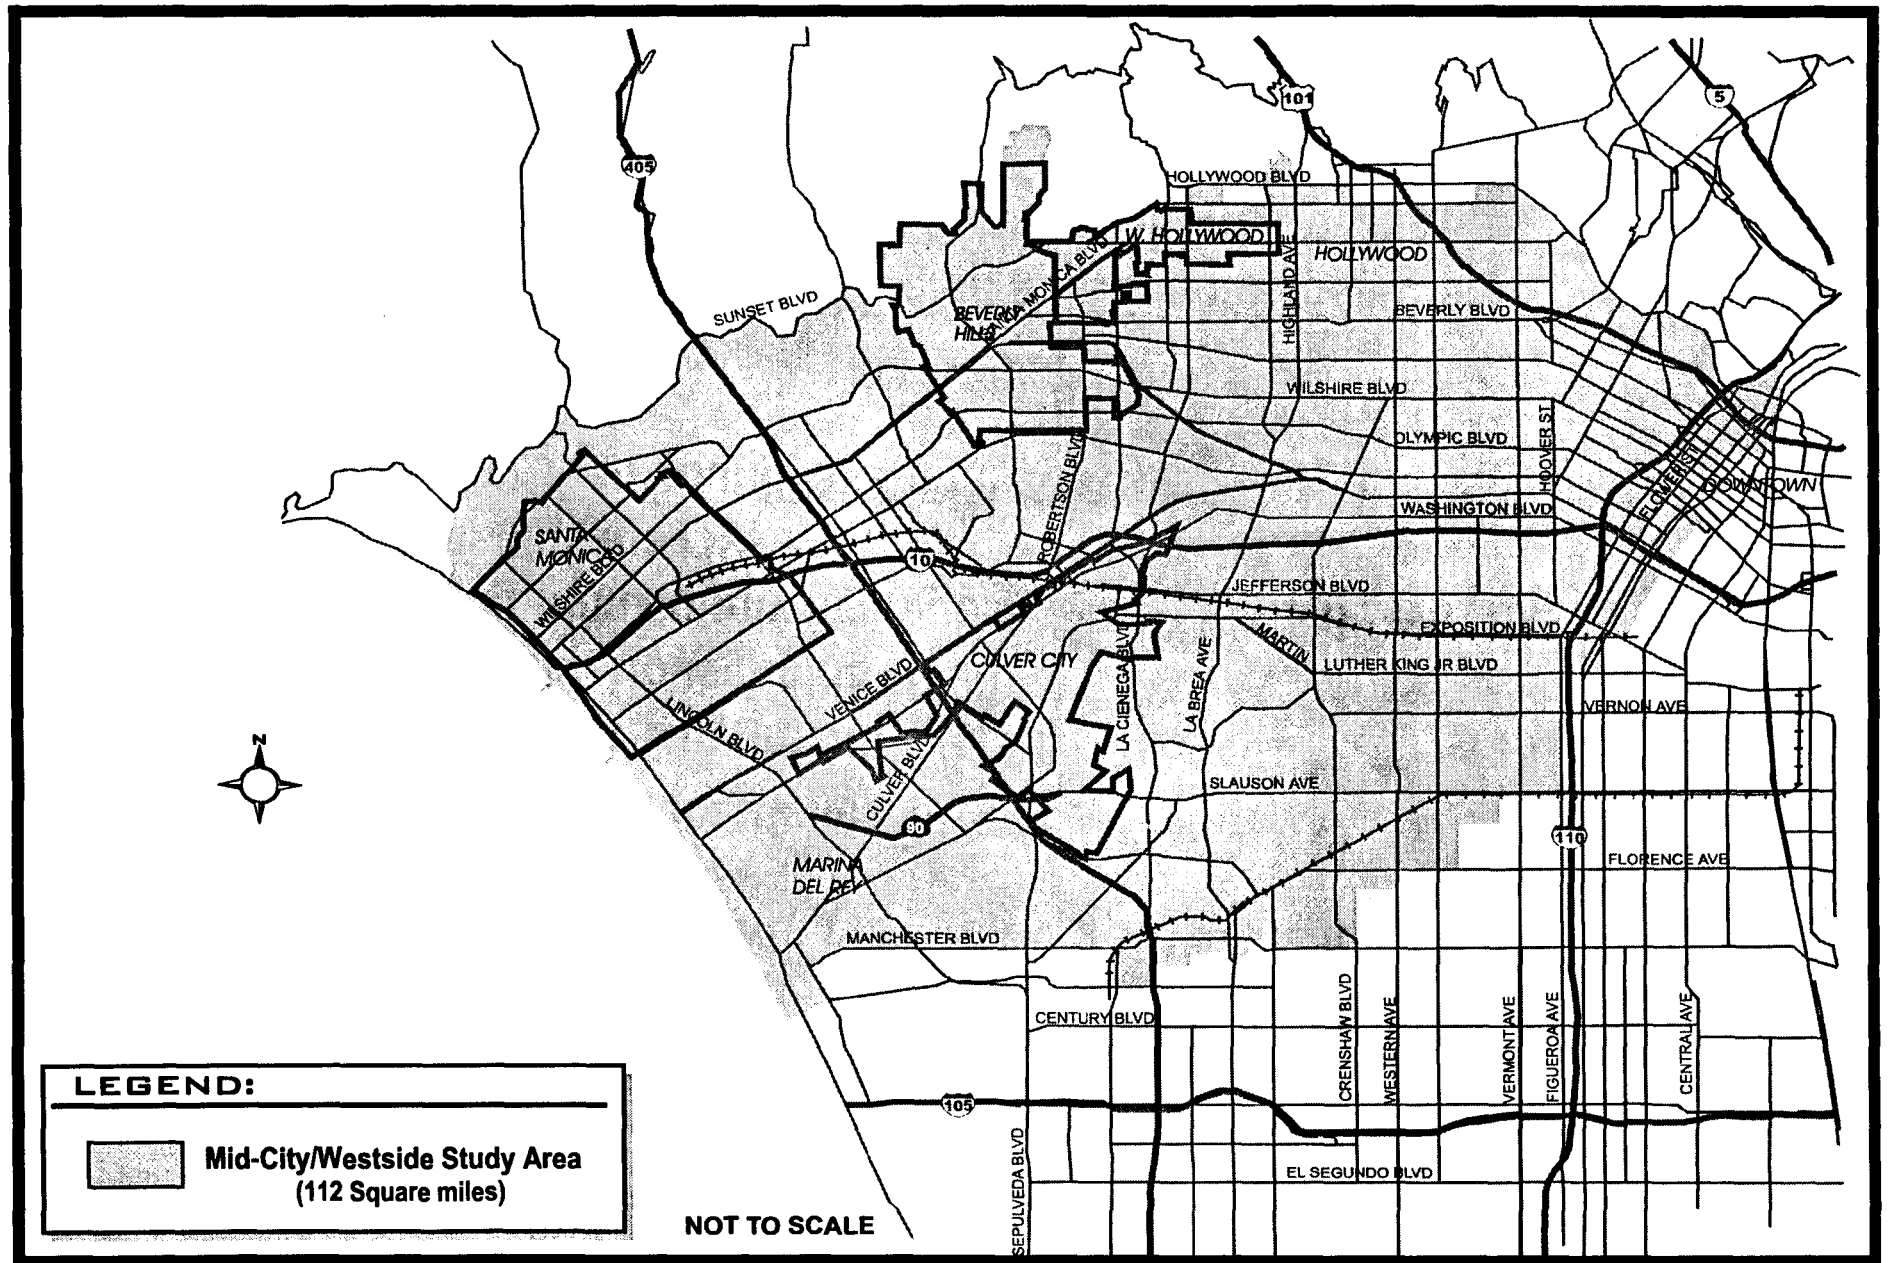 101
5
405
HOLLYWOOD BLVD
W. HOLLYWOOD
HOLLYWOOD
HIGHLAND AVE
SANTA MONICA BLVD
SUNSET BLVD
BEVERLY
HILLS
BEVERLY BLVD
WILSHIRE BLVD
OLYMPIC BLVD
HOOVER ST
ROBERTSON BLVD
FLOWER ST
DOWNTOWN
WASHINGTON BLVD
SANTA
MONICA
WILSHIRE BLVD
10
JEFFERSON BLVD
EXPOSITION BLVD
MARTIN
LUTHER KING JR BLVD
CULVER CITY
LA CIENEGA BLVD
LA BREA AVE
VENICE BLVD
LINCOLN BLVD
VERNON AVE
N
CULVER BLVD
SLAUSON AVE
90
110
MARINA
DEL REY
FLORENCE AVE
MANCHESTER BLVD
CENTURY BLVD
CRENSHAW BLVD
WESTERN AVE
VERMONT AVE
FIGUEROA AVE
CENTRAL AVE
105
SEPULVEDA BLVD
EL SEGUNDO BLVD
LEGEND:
Mid-City/Westside Study Area
(112 Square miles)
NOT TO SCALE